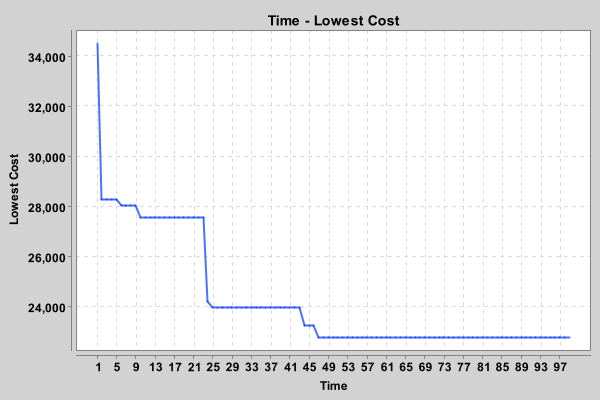 Time - Lowest Cost
Lowest Cost
34,000
32,000
30,000
28,000
26,000
24,000
1 5 9 13 17 21 25 29 33 37 41 45 49 53 57 61 65 69 73 77 81 85 89 93 97
Time